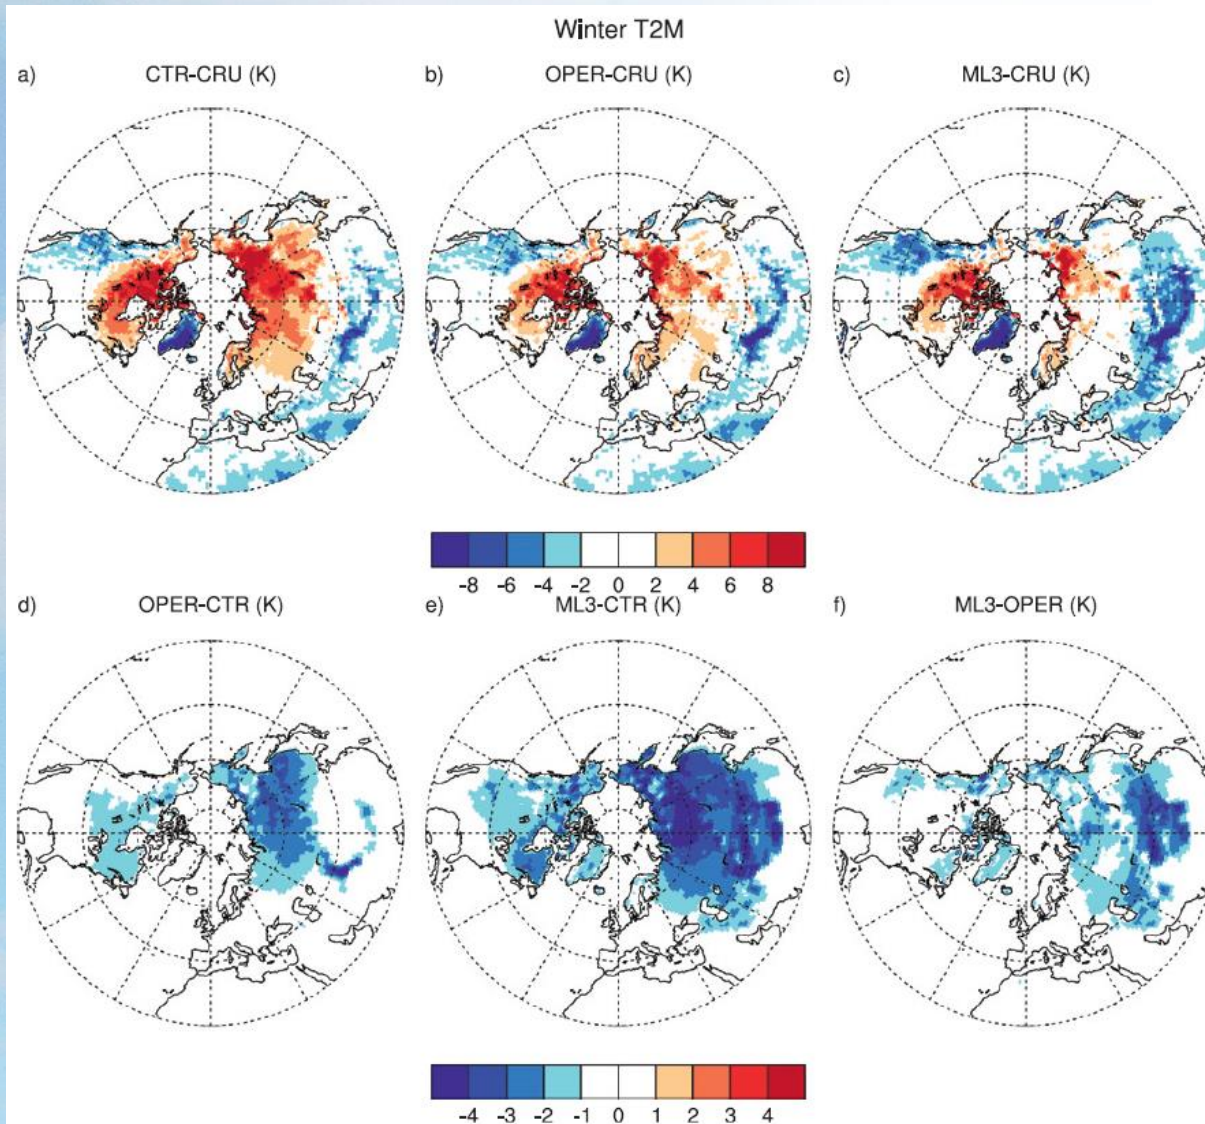 Winter T2M
a) CTR-CRU (K)
b) OPER-CRU (K)
c) ML3-CRU (K)
-8 -6 -4 -2 0 2 4 6 8
d) OPER-CTR (K)
e) ML3-CTR (K)
f) ML3-OPER (K)
-4 -3 -2 -1 0 1 2 3 4